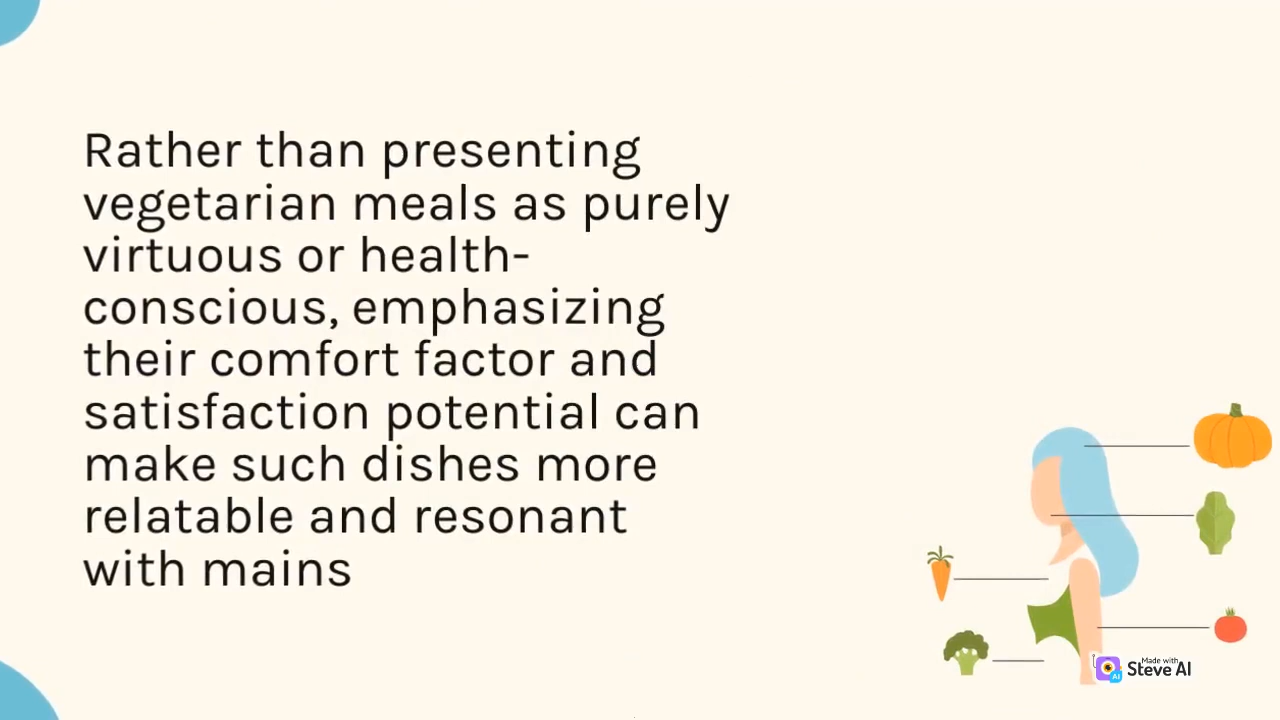 Rather than presenting
vegetarian meals as purely
virtuous or health-
conscious, emphasizing
their comfort factor and
satisfaction potential can
make such dishes more
relatable and resonant
with mains
Made with
Steve AI
AI